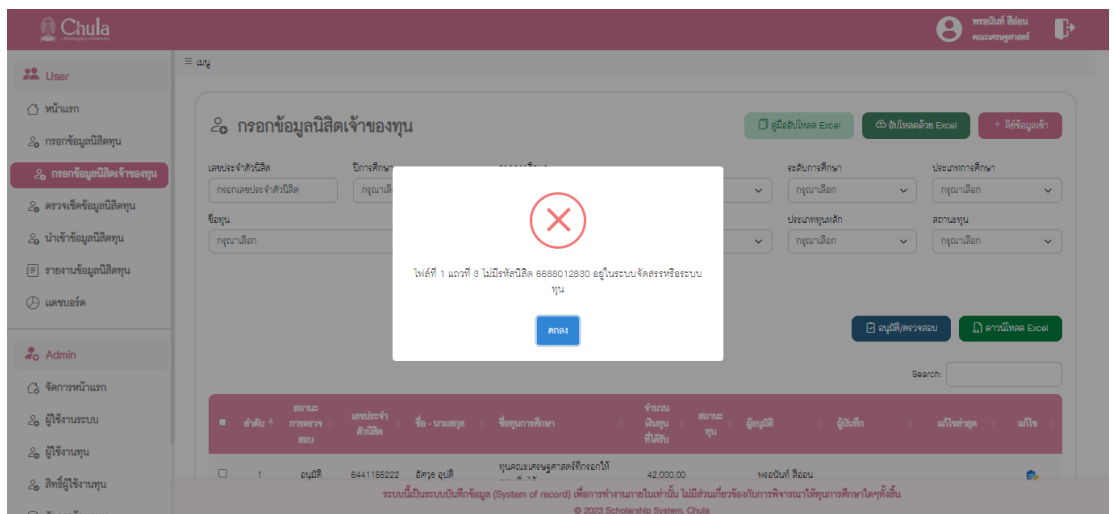 Chula
พรอนันท์ สีอ่อน
คณะเศรษฐศาสตร์
User
≡ เมนู
หน้าแรก
กรอกข้อมูลนิสิตทุน
กรอกข้อมูลนิสิตเจ้าของทุน
ตรวจเช็คข้อมูลนิสิตทุน
นำเข้าข้อมูลนิสิตทุน
รายงานข้อมูลนิสิตทุน
แดชบอร์ด
Admin
จัดการหน้าแรก
ผู้ใช้งานระบบ
ผู้ใช้งานทุน
สิทธิ์ผู้ใช้งานทุน
กรอกข้อมูลนิสิตเจ้าของทุน
คู่มืออัปโหลด Excel
อัปโหลดด้วย Excel
+ คีย์ข้อมูลเข้า
เลขประจำตัวนิสิต ปีการศึกษา ระดับการศึกษา ประเภทการศึกษา
กรอกเลขประจำตัวนิสิต กรุณาเลือก กรุณาเลือก
ชื่อทุน ประเภททุนหลัก สถานะทุน
กรุณาเลือก กรุณาเลือก กรุณาเลือก
ไฟล์ที่ 1 แถวที่ 3 ไม่มีรหัสนิสิต 6688012830 อยู่ในระบบจัดสรรหรือระบบ
ทุน
ตกลง
อนุมัติ/ตรวจสอบ
ดาวน์โหลด Excel
Search:
ลำดับ สถานะการตรวจสอบ เลขประจำตัวนิสิต ชื่อ - นามสกุล ชื่อทุนการศึกษา จำนวนเงินทุนที่ได้รับ สถานะทุน ผู้อนุมัติ ผู้บันทึก แก้ไขล่าสุด แก้ไข
1 อนุมัติ 6441165222 ทุนคณะเศรษฐศาสตร์ที่กรอกให้ 42,000.00 พรอนันท์ สีอ่อน
ระบบนี้เป็นระบบบันทึกข้อมูล (System of record) เพื่อการทำงานภายในเท่านั้น ไม่มีส่วนเกี่ยวข้องกับการพิจารณาให้ทุนการศึกษาใดๆทั้งสิ้น
© 2023 Scholarship System, Chula